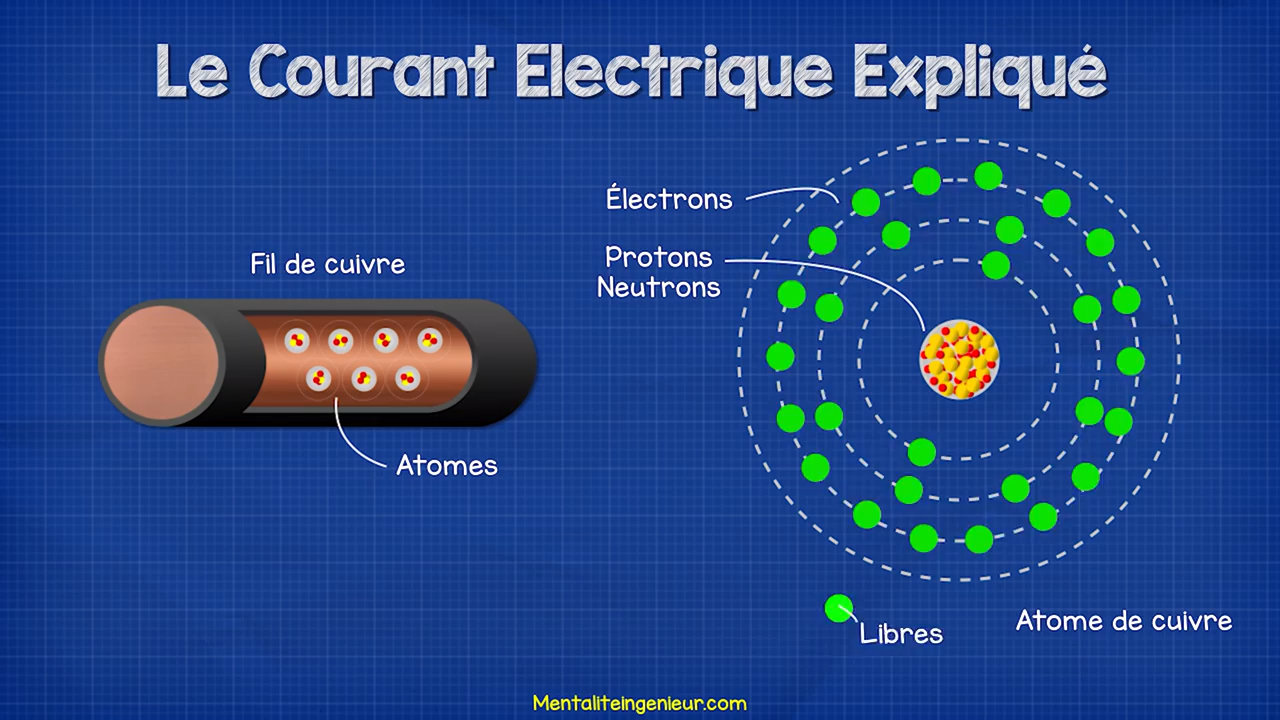 Le Courant Electrique Expliqué
Électrons
Protons
Neutrons
Fil de cuivre
Atomes
Libres
Atome de cuivre
Mentaliteingenieur.com